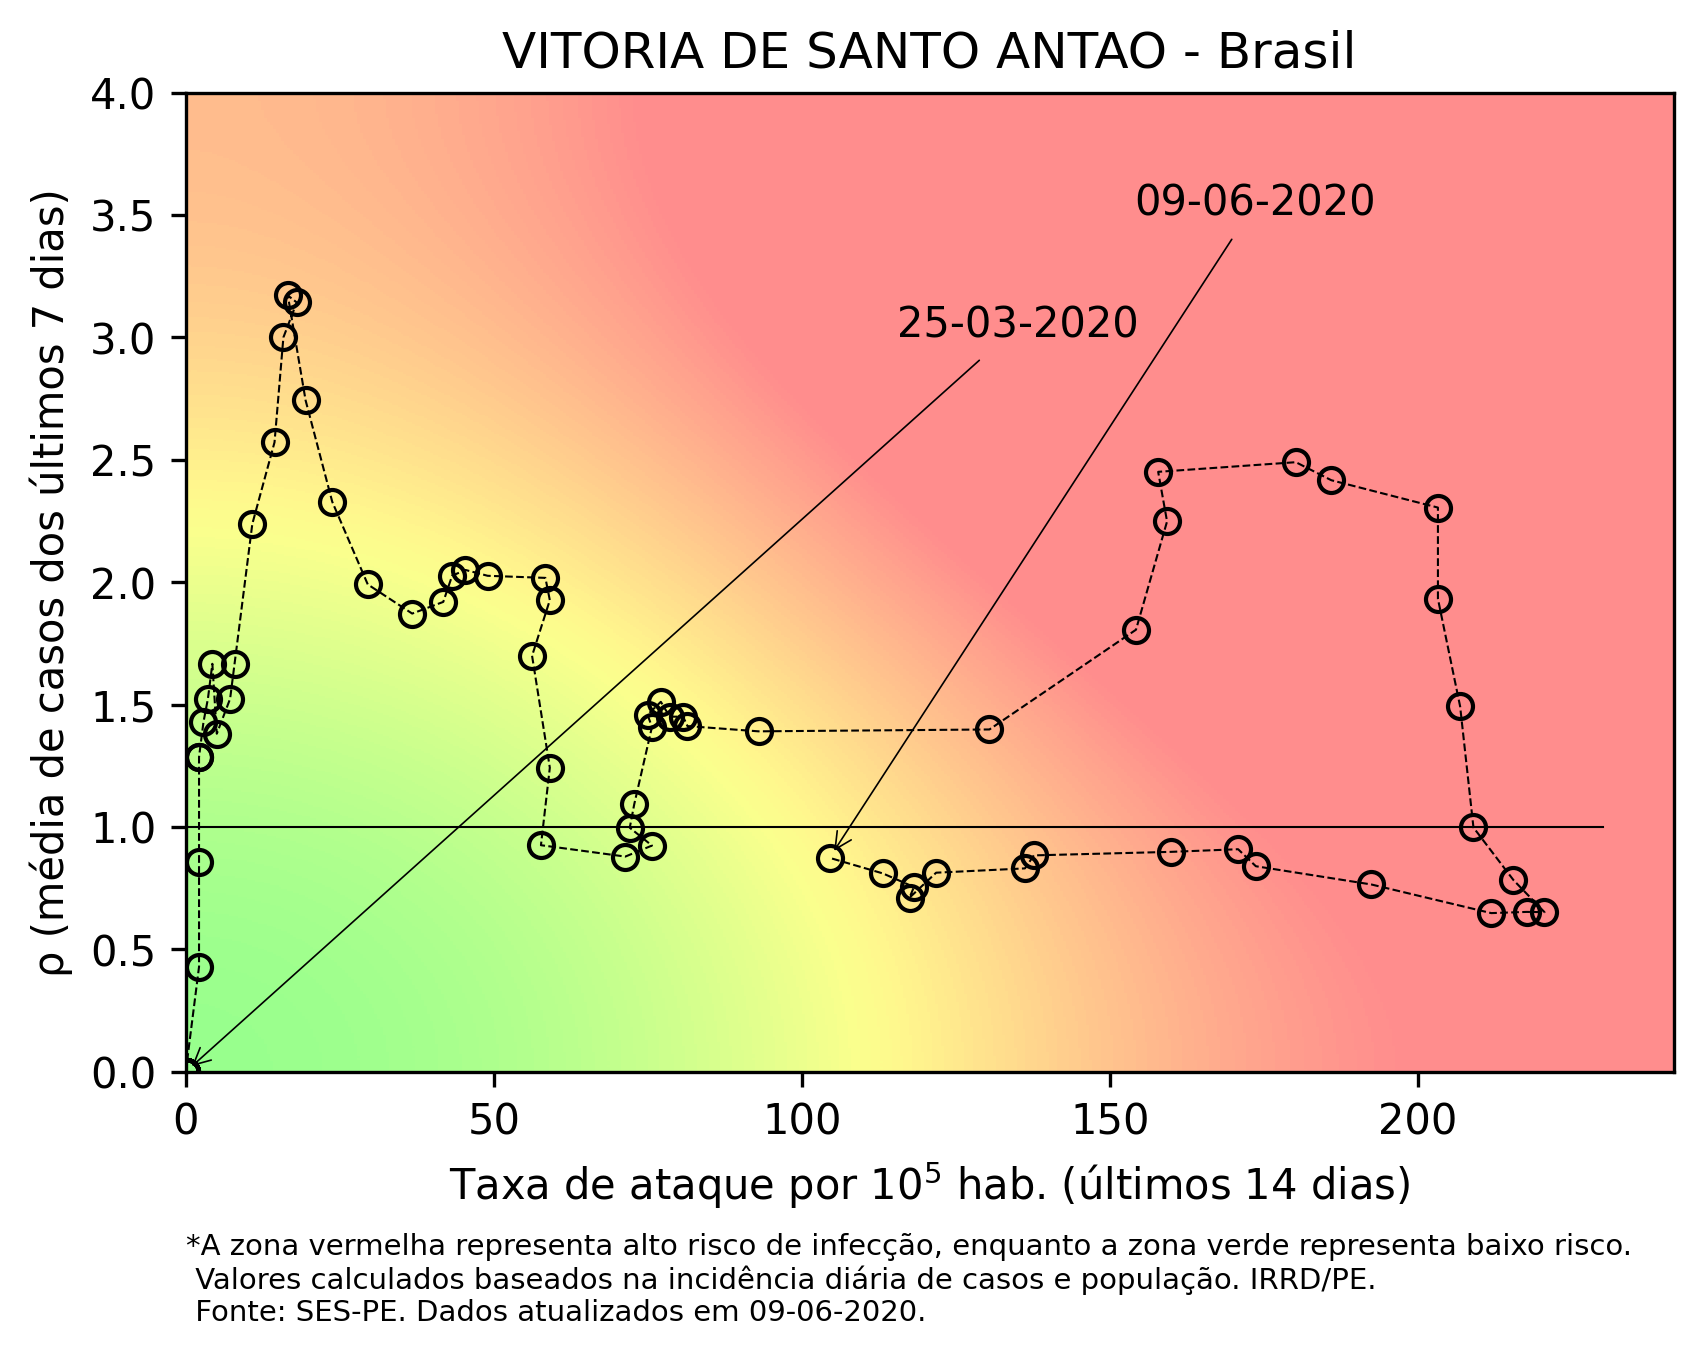 VITORIA DE SANTO ANTAO - Brasil
4.0
3.5
3.0
2.5
2.0
1.5
1.0
0.5
0.0
ρ (média de casos dos últimos 7 dias)
09-06-2020
25-03-2020
0
50
100
150
200
Taxa de ataque por 10⁵ hab. (últimos 14 dias)
*A zona vermelha representa alto risco de infecção, enquanto a zona verde representa baixo risco.
Valores calculados baseados na incidência diária de casos e população. IRRD/PE.
Fonte: SES-PE. Dados atualizados em 09-06-2020.